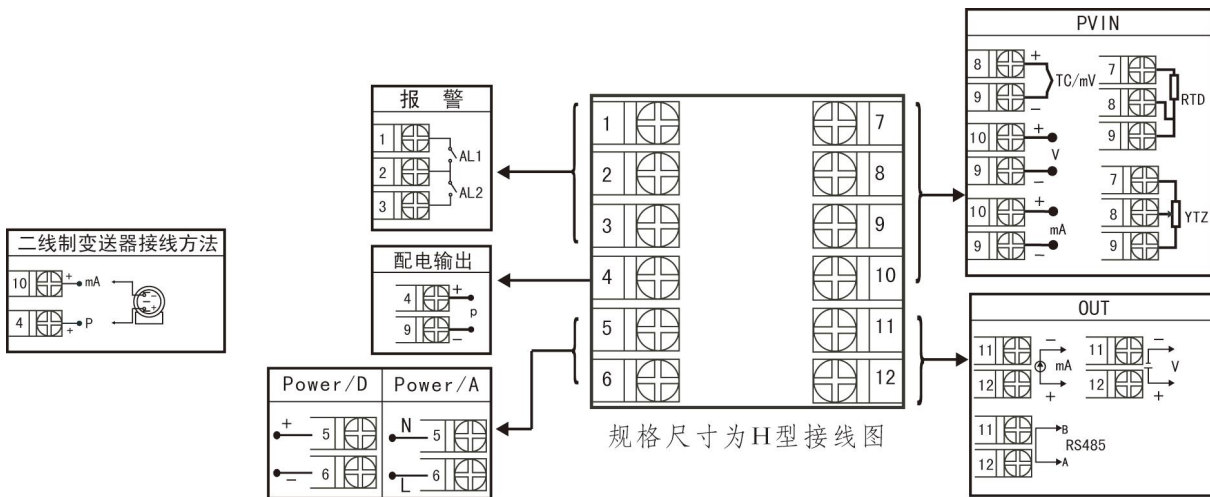 二线制变送器接线方法
10 + mA
4 + P
− +
报 警
1
2
3
AL1
AL2
配电输出
4 +
p
9 −
Power/D Power/A
+ 5 N 5
− 6 L 6
1 7
2 8
3 9
4 10
5 11
6 12
规格尺寸为H型接线图
PVIN
8 +
TC/mV
9 −
10 +
V
9 −
10 +
mA
9 −
7
8 RTD
9
7
8 YTZ
9
OUT
11 − 11 −
mA V
12 + 12 +
11 B
RS485
12 A